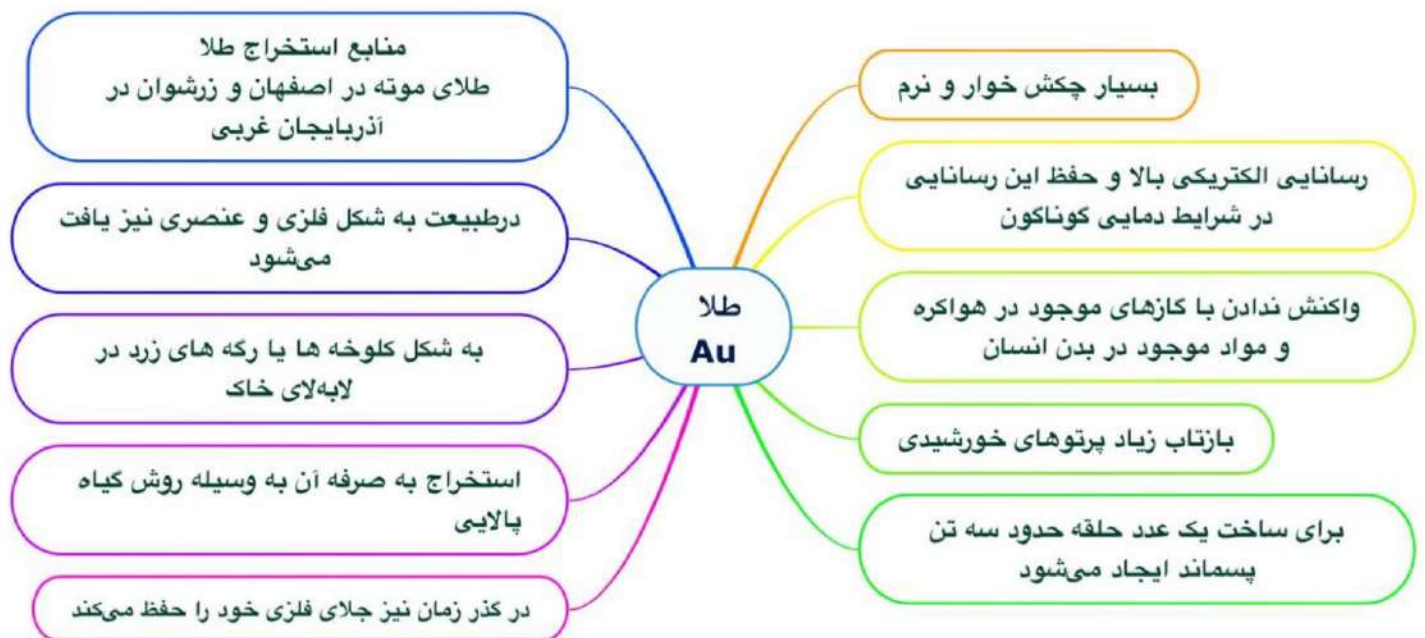 طلا
Au
بسیار چکش خوار و نرم
رسانایی الکتریکی بالا و حفظ این رسانایی
در شرایط دمایی گوناگون
واکنش ندادن با گازهای موجود در هواکره
و مواد موجود در بدن انسان
بازتاب زیاد پرتوهای خورشیدی
برای ساخت یک عدد حلقه حدود سه تن
پسماند ایجاد می‌شود
منابع استخراج طلا
طلای موته در اصفهان و زرشوان در
آذربایجان غربی
درطبیعت به شکل فلزی و عنصری نیز یافت
می‌شود
به شکل کلوخه ها یا رگه های زرد در
لابه‌لای خاک
استخراج به صرفه آن به وسیله روش گیاه
پالایی
در گذر زمان نیز جلای فلزی خود را حفظ می‌کند